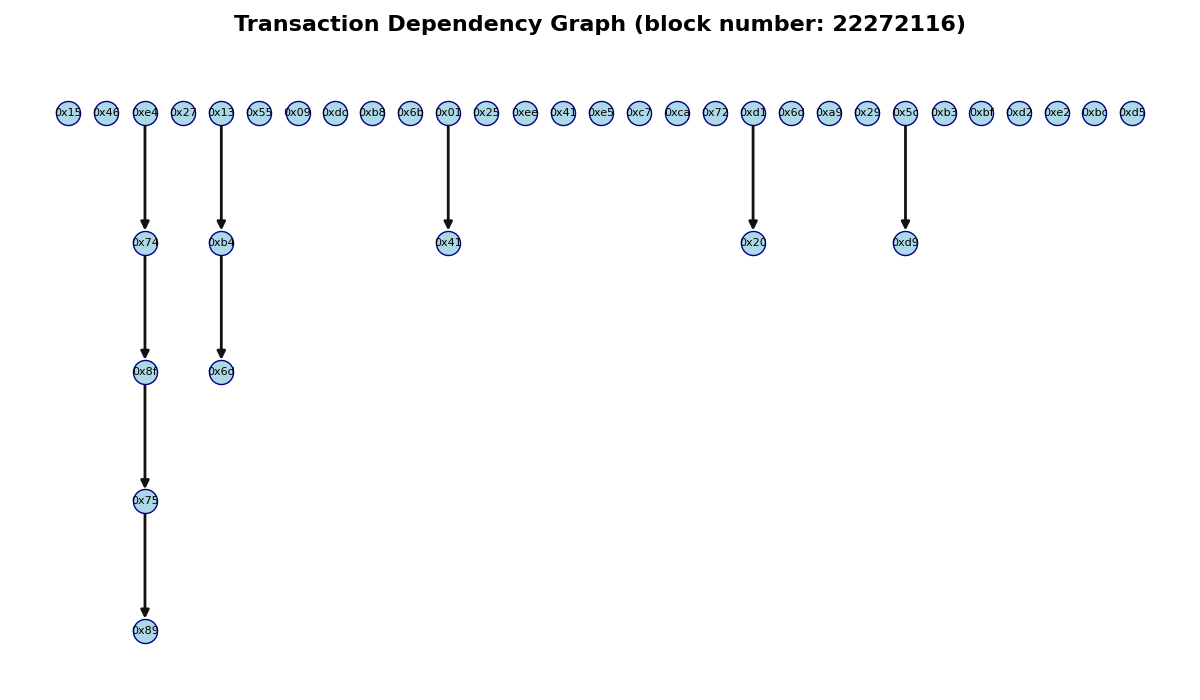 Transaction Dependency Graph (block number: 22272116)
0x15 0x46 0xe4 0x27 0x13 0x55 0x09 0xdc 0xb8 0x6b 0x01 0x25 0xee 0x41 0xe5 0xc7 0xca 0x72 0xd1 0x6d 0xa9 0x29 0x5c 0xb3 0xbf 0xd2 0xe2 0xbc 0xd5
0x74 0xb4 0x41 0x20 0xd9
0x8f
0x75
0x89